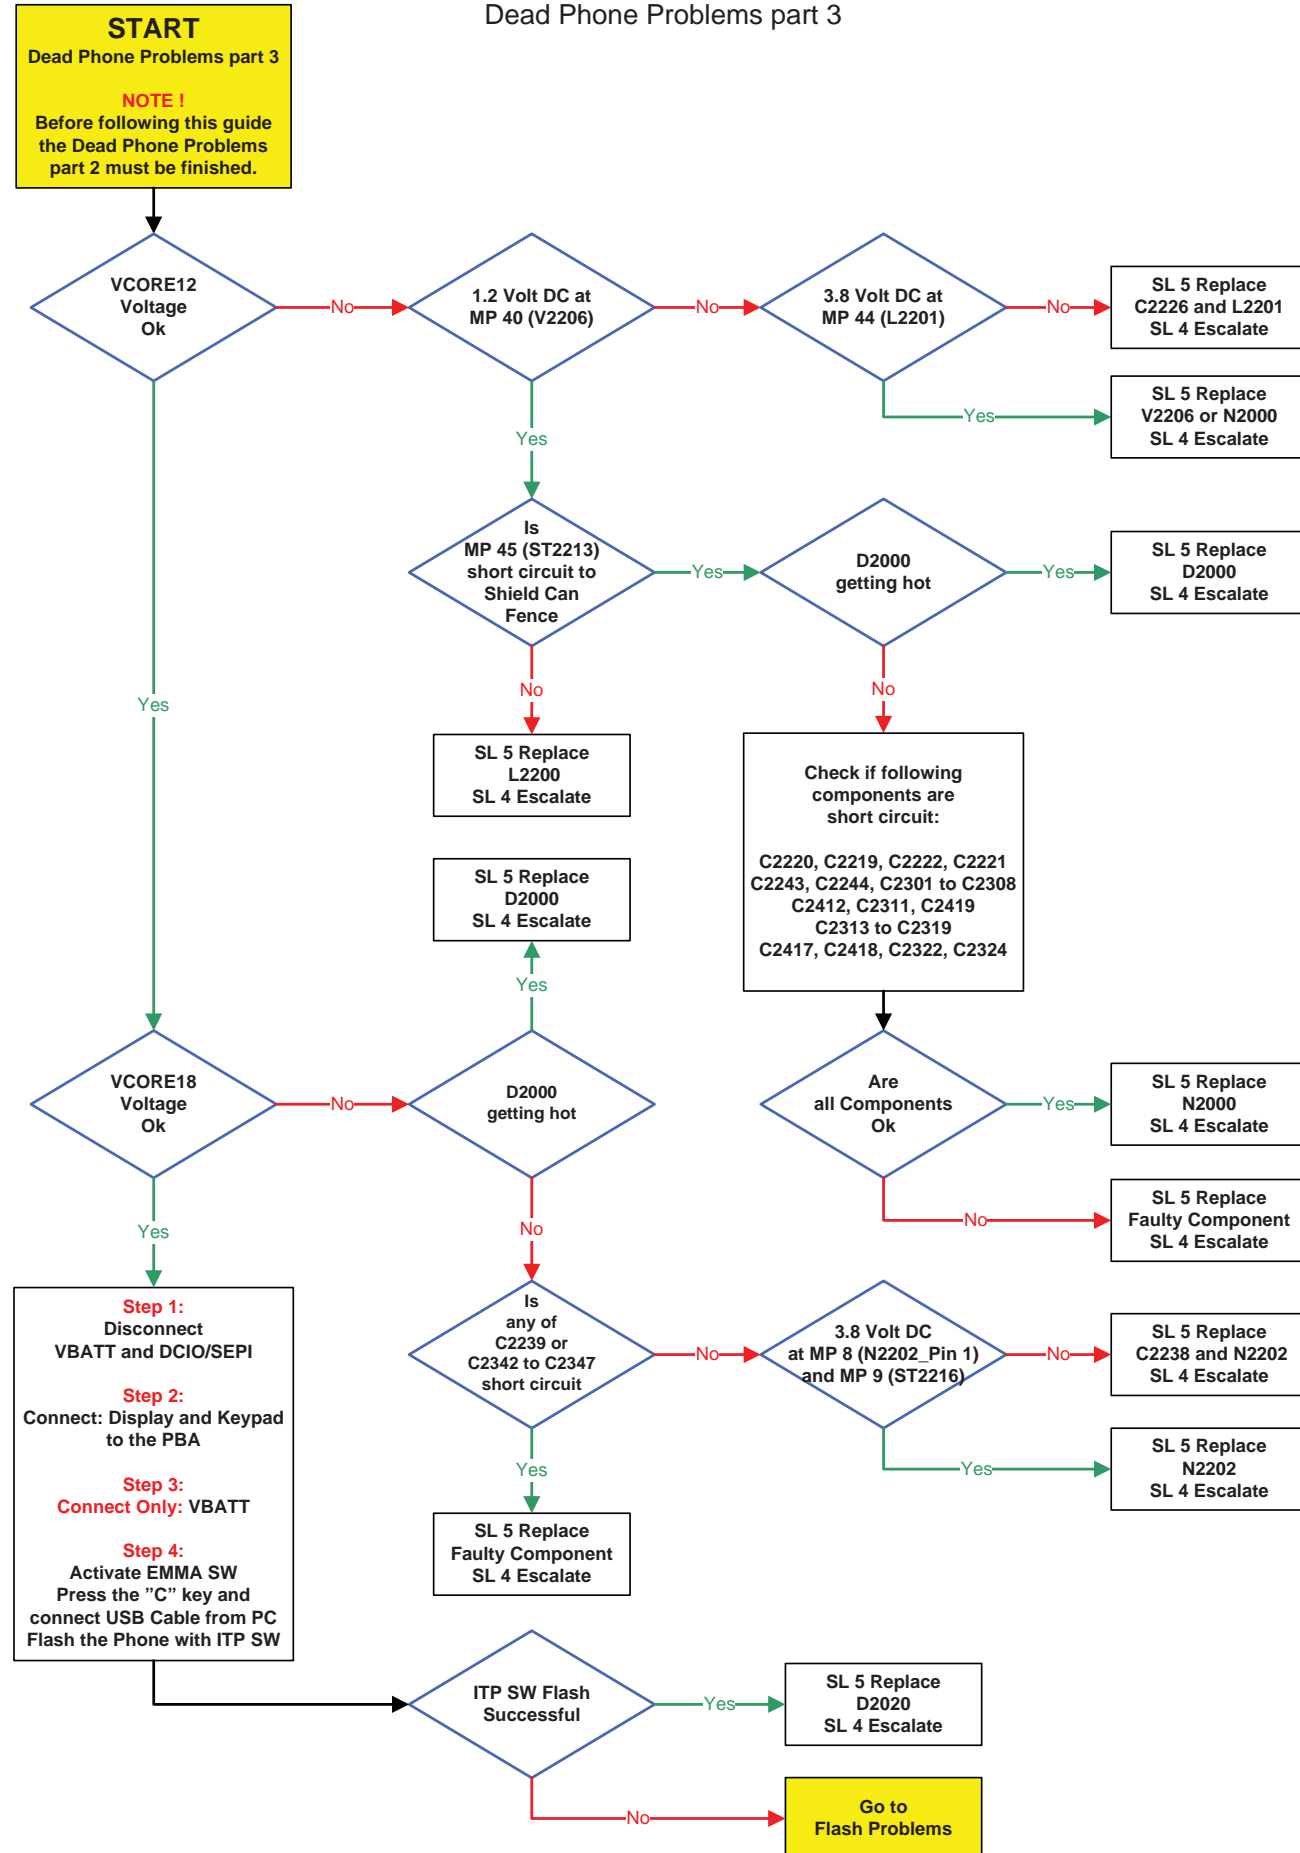 Dead Phone Problems part 3
START
Dead Phone Problems part 3
NOTE !
Before following this guide
the Dead Phone Problems
part 2 must be finished.
VCORE12
Voltage
Ok
No
1.2 Volt DC at
MP 40 (V2206)
No
3.8 Volt DC at
MP 44 (L2201)
No
SL 5 Replace
C2226 and L2201
SL 4 Escalate
Yes
SL 5 Replace
V2206 or N2000
SL 4 Escalate
Yes
Is
MP 45 (ST2213)
short circuit to
Shield Can
Fence
Yes
D2000
getting hot
Yes
SL 5 Replace
D2000
SL 4 Escalate
No
No
Yes
SL 5 Replace
L2200
SL 4 Escalate
Check if following
components are
short circuit:
C2220, C2219, C2222, C2221
C2243, C2244, C2301 to C2308
C2412, C2311, C2419
C2313 to C2319
C2417, C2418, C2322, C2324
SL 5 Replace
D2000
SL 4 Escalate
Yes
VCORE18
Voltage
Ok
No
D2000
getting hot
Are
all Components
Ok
Yes
SL 5 Replace
N2000
SL 4 Escalate
No
SL 5 Replace
Faulty Component
SL 4 Escalate
Yes
No
Step 1:
Disconnect
VBATT and DCIO/SEPI
Step 2:
Connect: Display and Keypad
to the PBA
Step 3:
Connect Only: VBATT
Step 4:
Activate EMMA SW
Press the ”C” key and
connect USB Cable from PC
Flash the Phone with ITP SW
Is
any of
C2239 or
C2342 to C2347
short circuit
No
3.8 Volt DC
at MP 8 (N2202_Pin 1)
and MP 9 (ST2216)
No
SL 5 Replace
C2238 and N2202
SL 4 Escalate
Yes
SL 5 Replace
N2202
SL 4 Escalate
Yes
SL 5 Replace
Faulty Component
SL 4 Escalate
ITP SW Flash
Successful
Yes
SL 5 Replace
D2020
SL 4 Escalate
No
Go to
Flash Problems